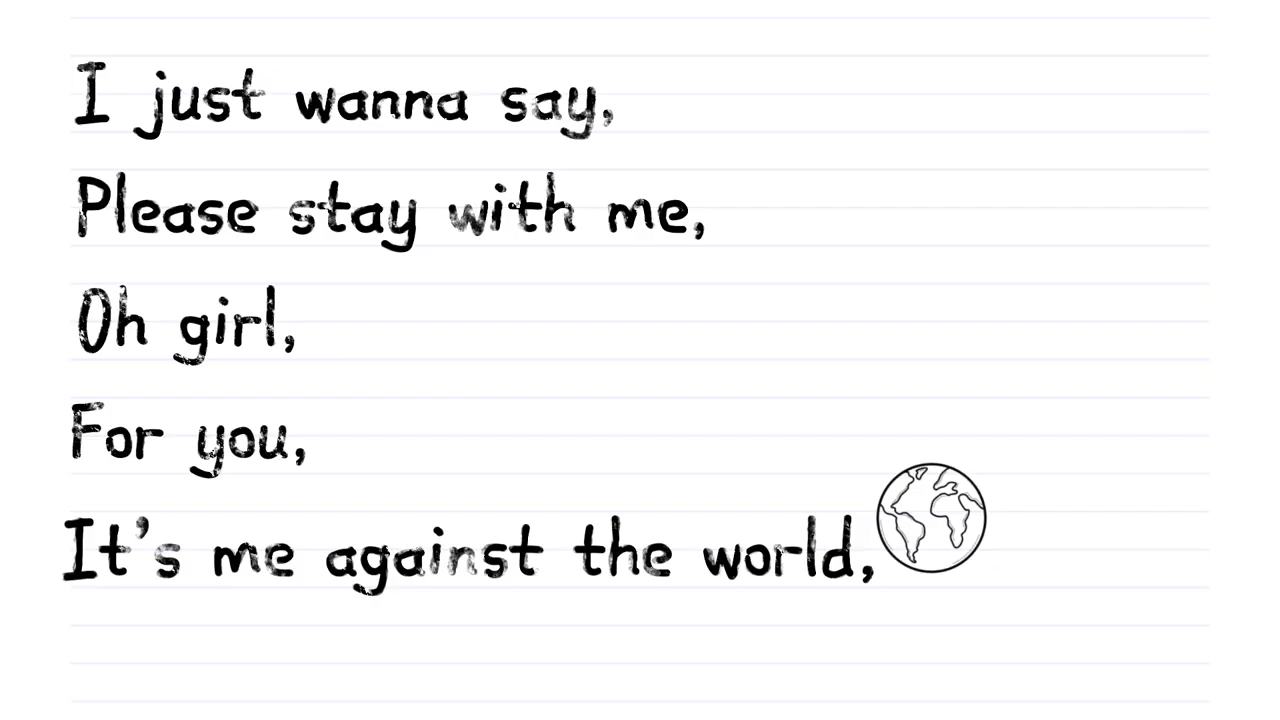 I just wanna say,
Please stay with me,
Oh girl,
For you,
It's me against the world,